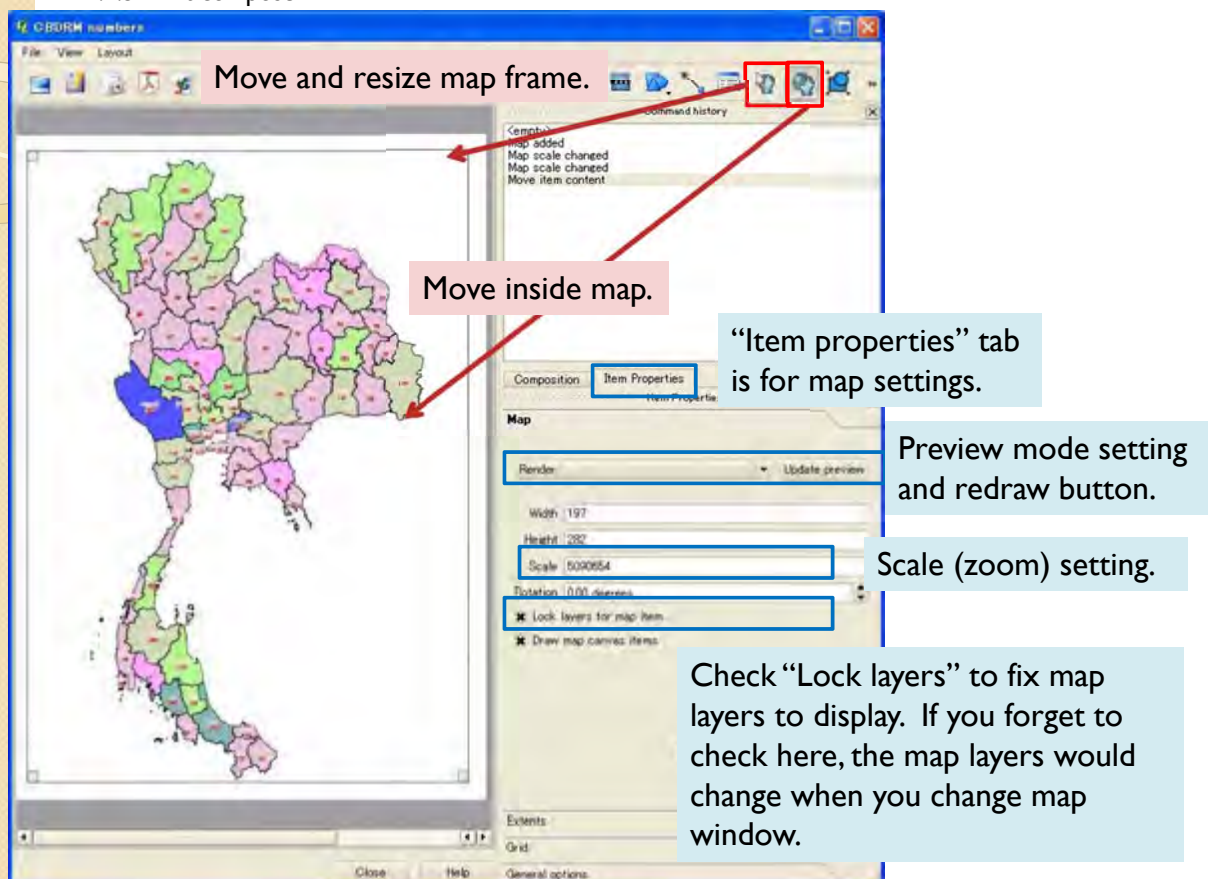 CBDRM numbers
File View Layout
Move and resize map frame.
Command history
<empty>
Map added
Map scale changed
Map scale changed
Move item content
Move inside map.
“Item properties” tab
is for map settings.
Composition Item Properties
Item Properties
Map
Preview mode setting
and redraw button.
Render Update preview
Width 197
Height 282
Scale 5090654
Scale (zoom) setting.
Rotation 0.00 degrees
Lock layers for map item
Draw map canvas items
Check “Lock layers” to fix map
layers to display. If you forget to
check here, the map layers would
change when you change map
window.
Extents
Grid
General options
Close Help